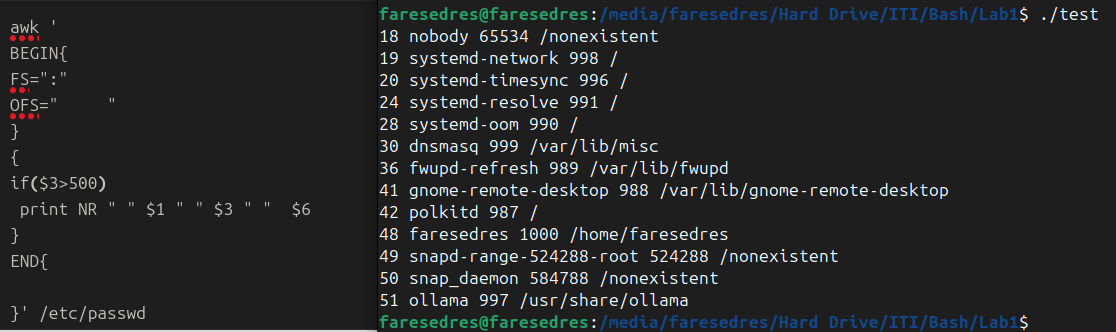 awk '
BEGIN{
FS=":"
OFS="     "
}
{
if($3>500)
 print NR " " $1 " " $3 " "  $6
}
END{

}' /etc/passwd
faresedres@faresedres:/media/faresedres/Hard Drive/ITI/Bash/Lab1$ ./test
18 nobody 65534 /nonexistent
19 systemd-network 998 /
20 systemd-timesync 996 /
24 systemd-resolve 991 /
28 systemd-oom 990 /
30 dnsmasq 999 /var/lib/misc
36 fwupd-refresh 989 /var/lib/fwupd
41 gnome-remote-desktop 988 /var/lib/gnome-remote-desktop
42 polkitd 987 /
48 faresedres 1000 /home/faresedres
49 snapd-range-524288-root 524288 /nonexistent
50 snap_daemon 584788 /nonexistent
51 ollama 997 /usr/share/ollama
faresedres@faresedres:/media/faresedres/Hard Drive/ITI/Bash/Lab1$